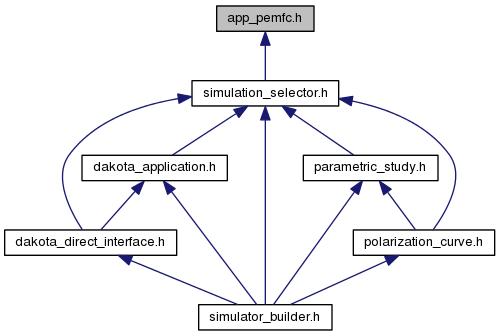 app_pemfc.h
simulation_selector.h
dakota_application.h
parametric_study.h
dakota_direct_interface.h
polarization_curve.h
simulator_builder.h